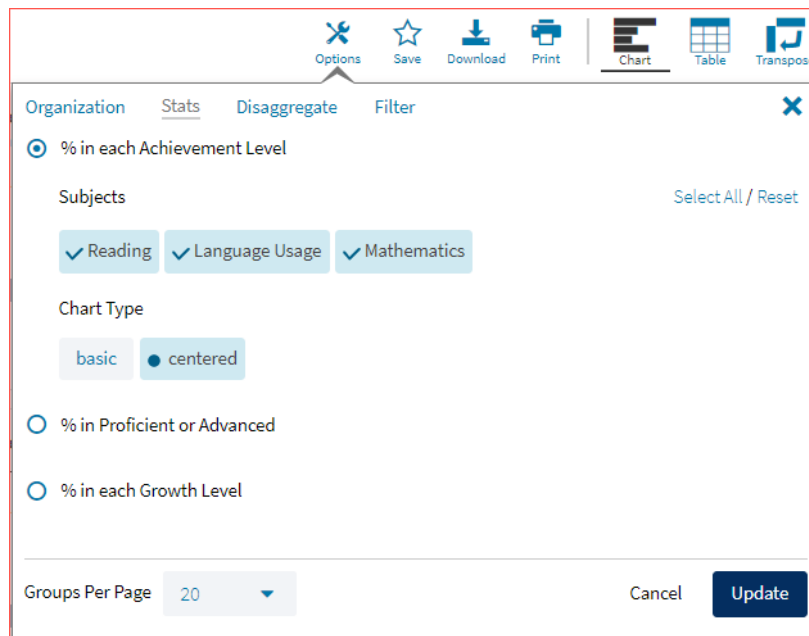 Options Save Download Print Chart Table Transpos
Organization Stats Disaggregate Filter
% in each Achievement Level
Subjects Select All / Reset
Reading Language Usage Mathematics
Chart Type
basic centered
% in Proficient or Advanced
% in each Growth Level
Groups Per Page 20 Cancel Update